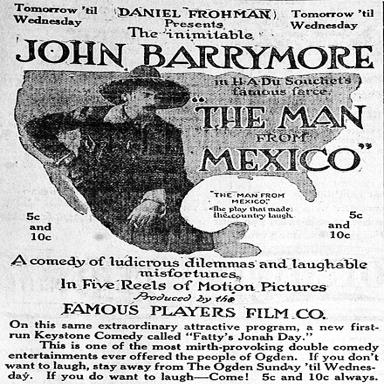 Tomorrow 'til
Wednesday
(DANIEL FROHMAN)
Presents
Tomorrow 'til
Wednesday
The inimitable
JOHN BARRYMORE
in H.A. Du Souchet's
famous farce,
"THE MAN
FROM
MEXICO"
"THE MAN FROM
MEXICO."
The play that made
the country laugh
5c
and
10c
5c
and
10c
A comedy of ludicrous dilemmas and laughable
misfortunes,
In Five Reels of Motion Pictures
Produced by the
FAMOUS PLAYERS FILM CO.
On this same extraordinary attractive program, a new first-
run Keystone Comedy called "Fatty's Jonah Day."
This is one of the most mirth-provoking double comedy
entertainments ever offered the people of Ogden. If you don't
want to laugh, stay away from The Ogden Sunday 'til Wednes-
day. If you do want to laugh—Come! 5c and 10c always.